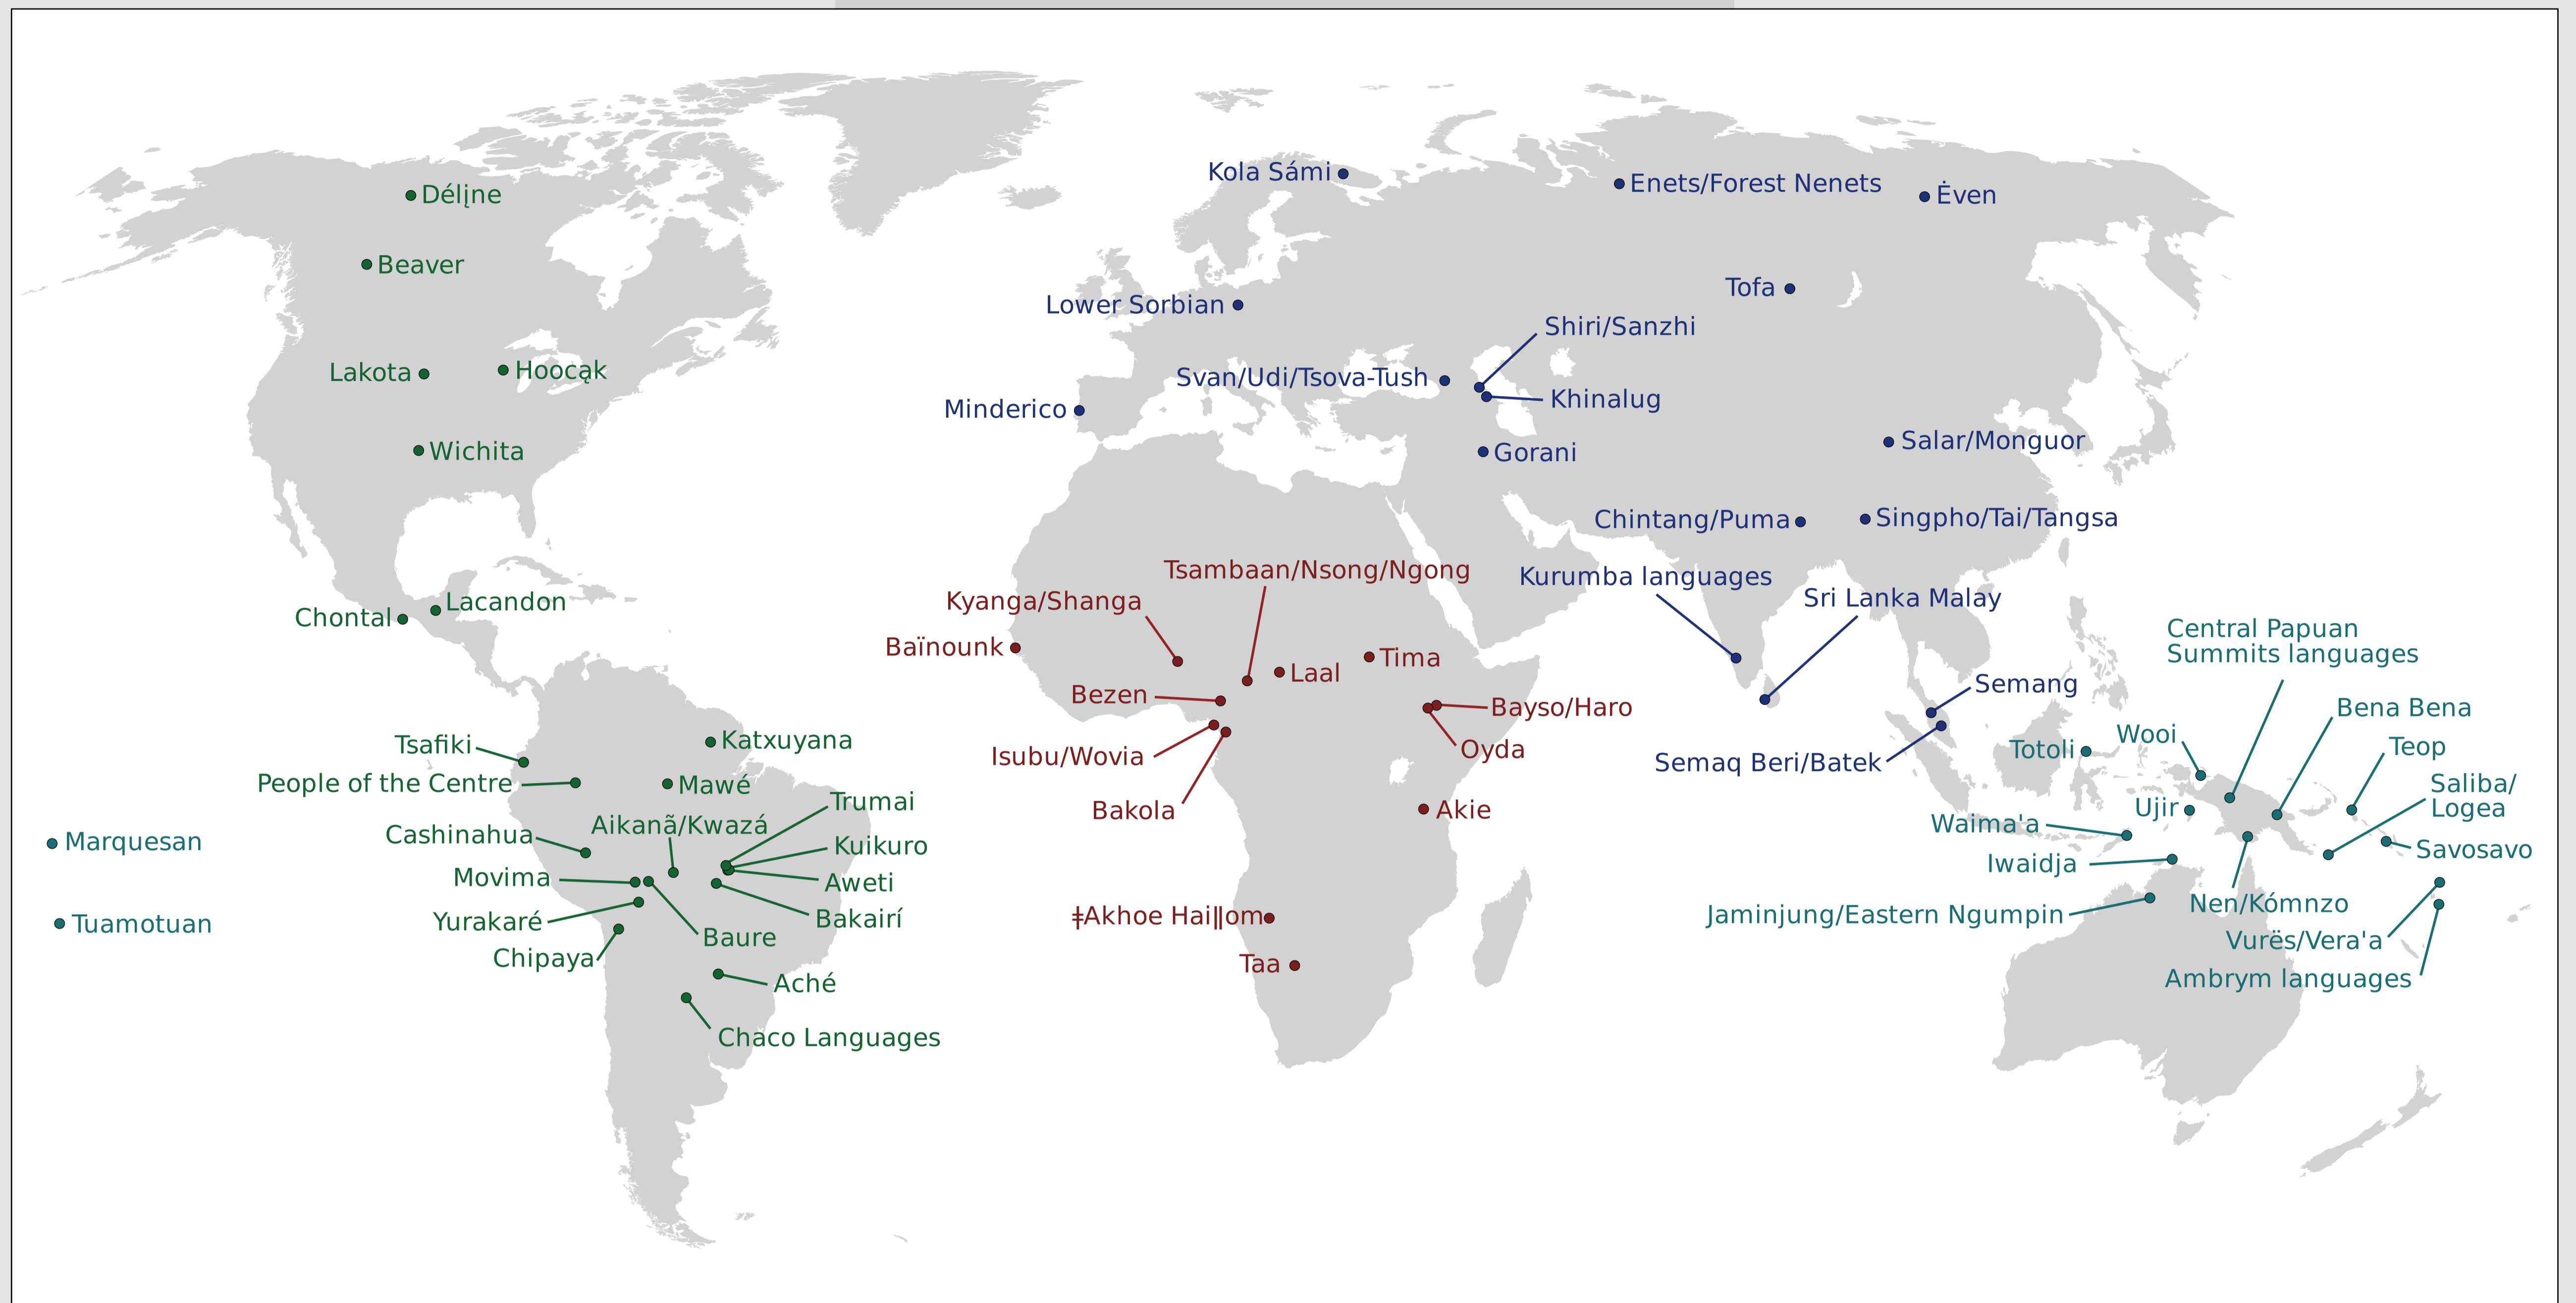 Délįne
Beaver
Lakota
Hoocąk
Wichita
Chontal
Lacandon
Tsafiki
People of the Centre
Cashinahua
Movima
Yurakaré
Chipaya
Katxuyana
Mawé
Aikanã/Kwazá
Trumai
Kuikuro
Aweti
Bakairí
Baure
Aché
Chaco Languages
Marquesan
Tuamotuan
Kola Sámi
Enets/Forest Nenets
Ėven
Lower Sorbian
Tofa
Shiri/Sanzhi
Svan/Udi/Tsova-Tush
Khinalug
Minderico
Gorani
Salar/Monguor
Chintang/Puma
Singpho/Tai/Tangsa
Kurumba languages
Sri Lanka Malay
Semang
Semaq Beri/Batek
Tsambaan/Nsong/Ngong
Kyanga/Shanga
Baïnounk
Laal
Tima
Bezen
Bayso/Haro
Isubu/Wovia
Oyda
Bakola
Akie
ǂAkhoe Haiǁom
Taa
Central Papuan
Summits languages
Bena Bena
Wooi
Totoli
Teop
Saliba/
Logea
Ujir
Waima'a
Savosavo
Iwaidja
Nen/Kómnzo
Jaminjung/Eastern Ngumpin
Vurës/Vera'a
Ambrym languages